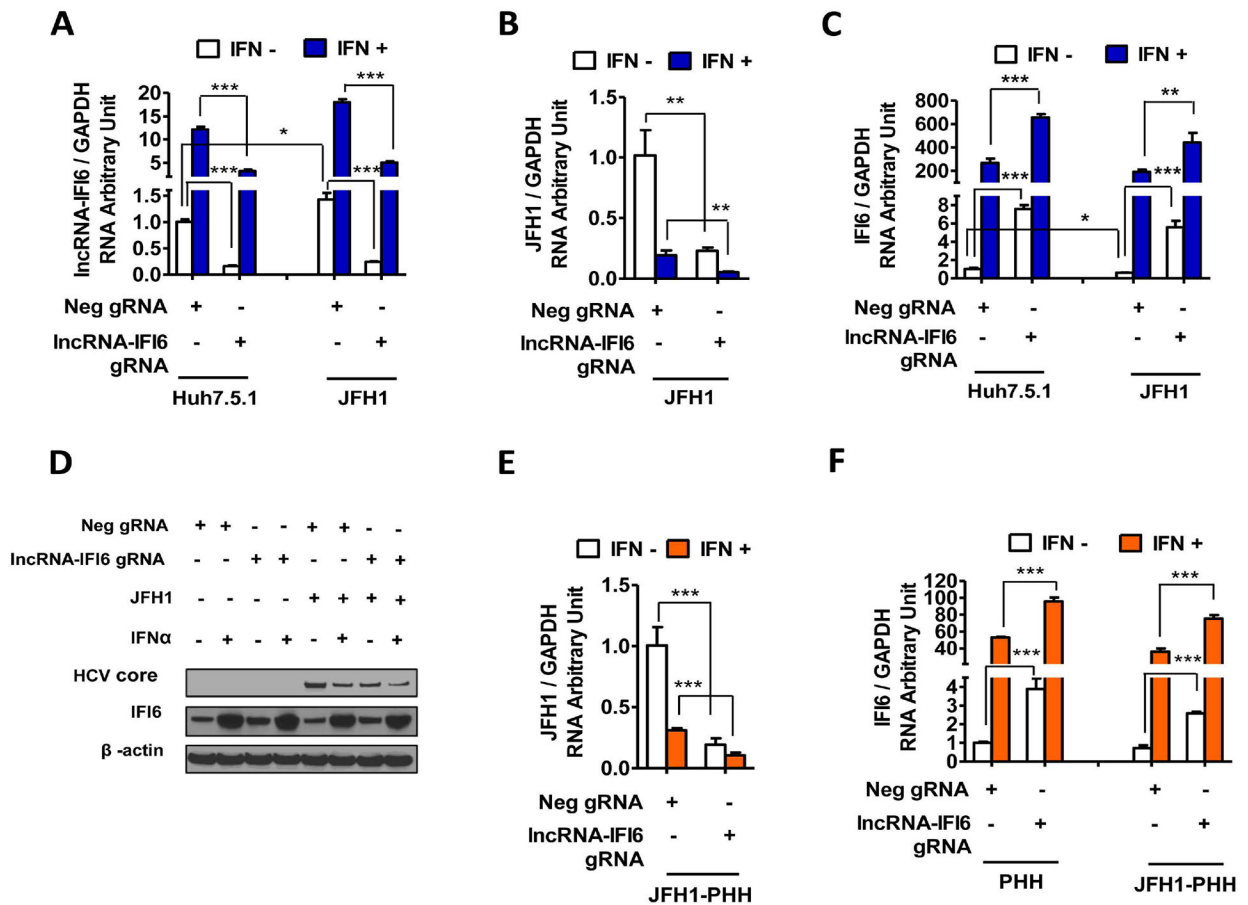 A
IFN - IFN +
lncRNA-IFI6 / GAPDH
RNA Arbitrary Unit
20
15
10
5
1.5
1.0
0.5
0.0
*** *** * *** ***
Neg gRNA + - + -
lncRNA-IFI6 - + - +
gRNA
Huh7.5.1 JFH1
B
IFN - IFN +
JFH1 / GAPDH
RNA Arbitrary Unit
1.5
1.0
0.5
0.0
** **
Neg gRNA + -
lncRNA-IFI6 - +
gRNA
JFH1
C
IFN - IFN +
IFI6 / GAPDH
RNA Arbitrary Unit
800
600
400
200
8
6
4
2
0
*** ** *** *** *
Neg gRNA + - + -
lncRNA-IFI6 - + - +
gRNA
Huh7.5.1 JFH1
D
Neg gRNA + + - - + + - -
lncRNA-IFI6 gRNA - - + + - - + +
JFH1 - - - - + + + +
IFNα - + - + - + - +
HCV core
IFI6
β -actin
E
IFN - IFN +
JFH1 / GAPDH
RNA Arbitrary Unit
1.5
1.0
0.5
0.0
*** ***
Neg gRNA + -
lncRNA-IFI6 - +
gRNA
JFH1-PHH
F
IFN - IFN +
IFI6 / GAPDH
RNA Arbitrary Unit
120
100
80
60
40
20
4
3
2
1
0
*** *** *** ***
Neg gRNA + - + -
lncRNA-IFI6 - + - +
gRNA
PHH JFH1-PHH